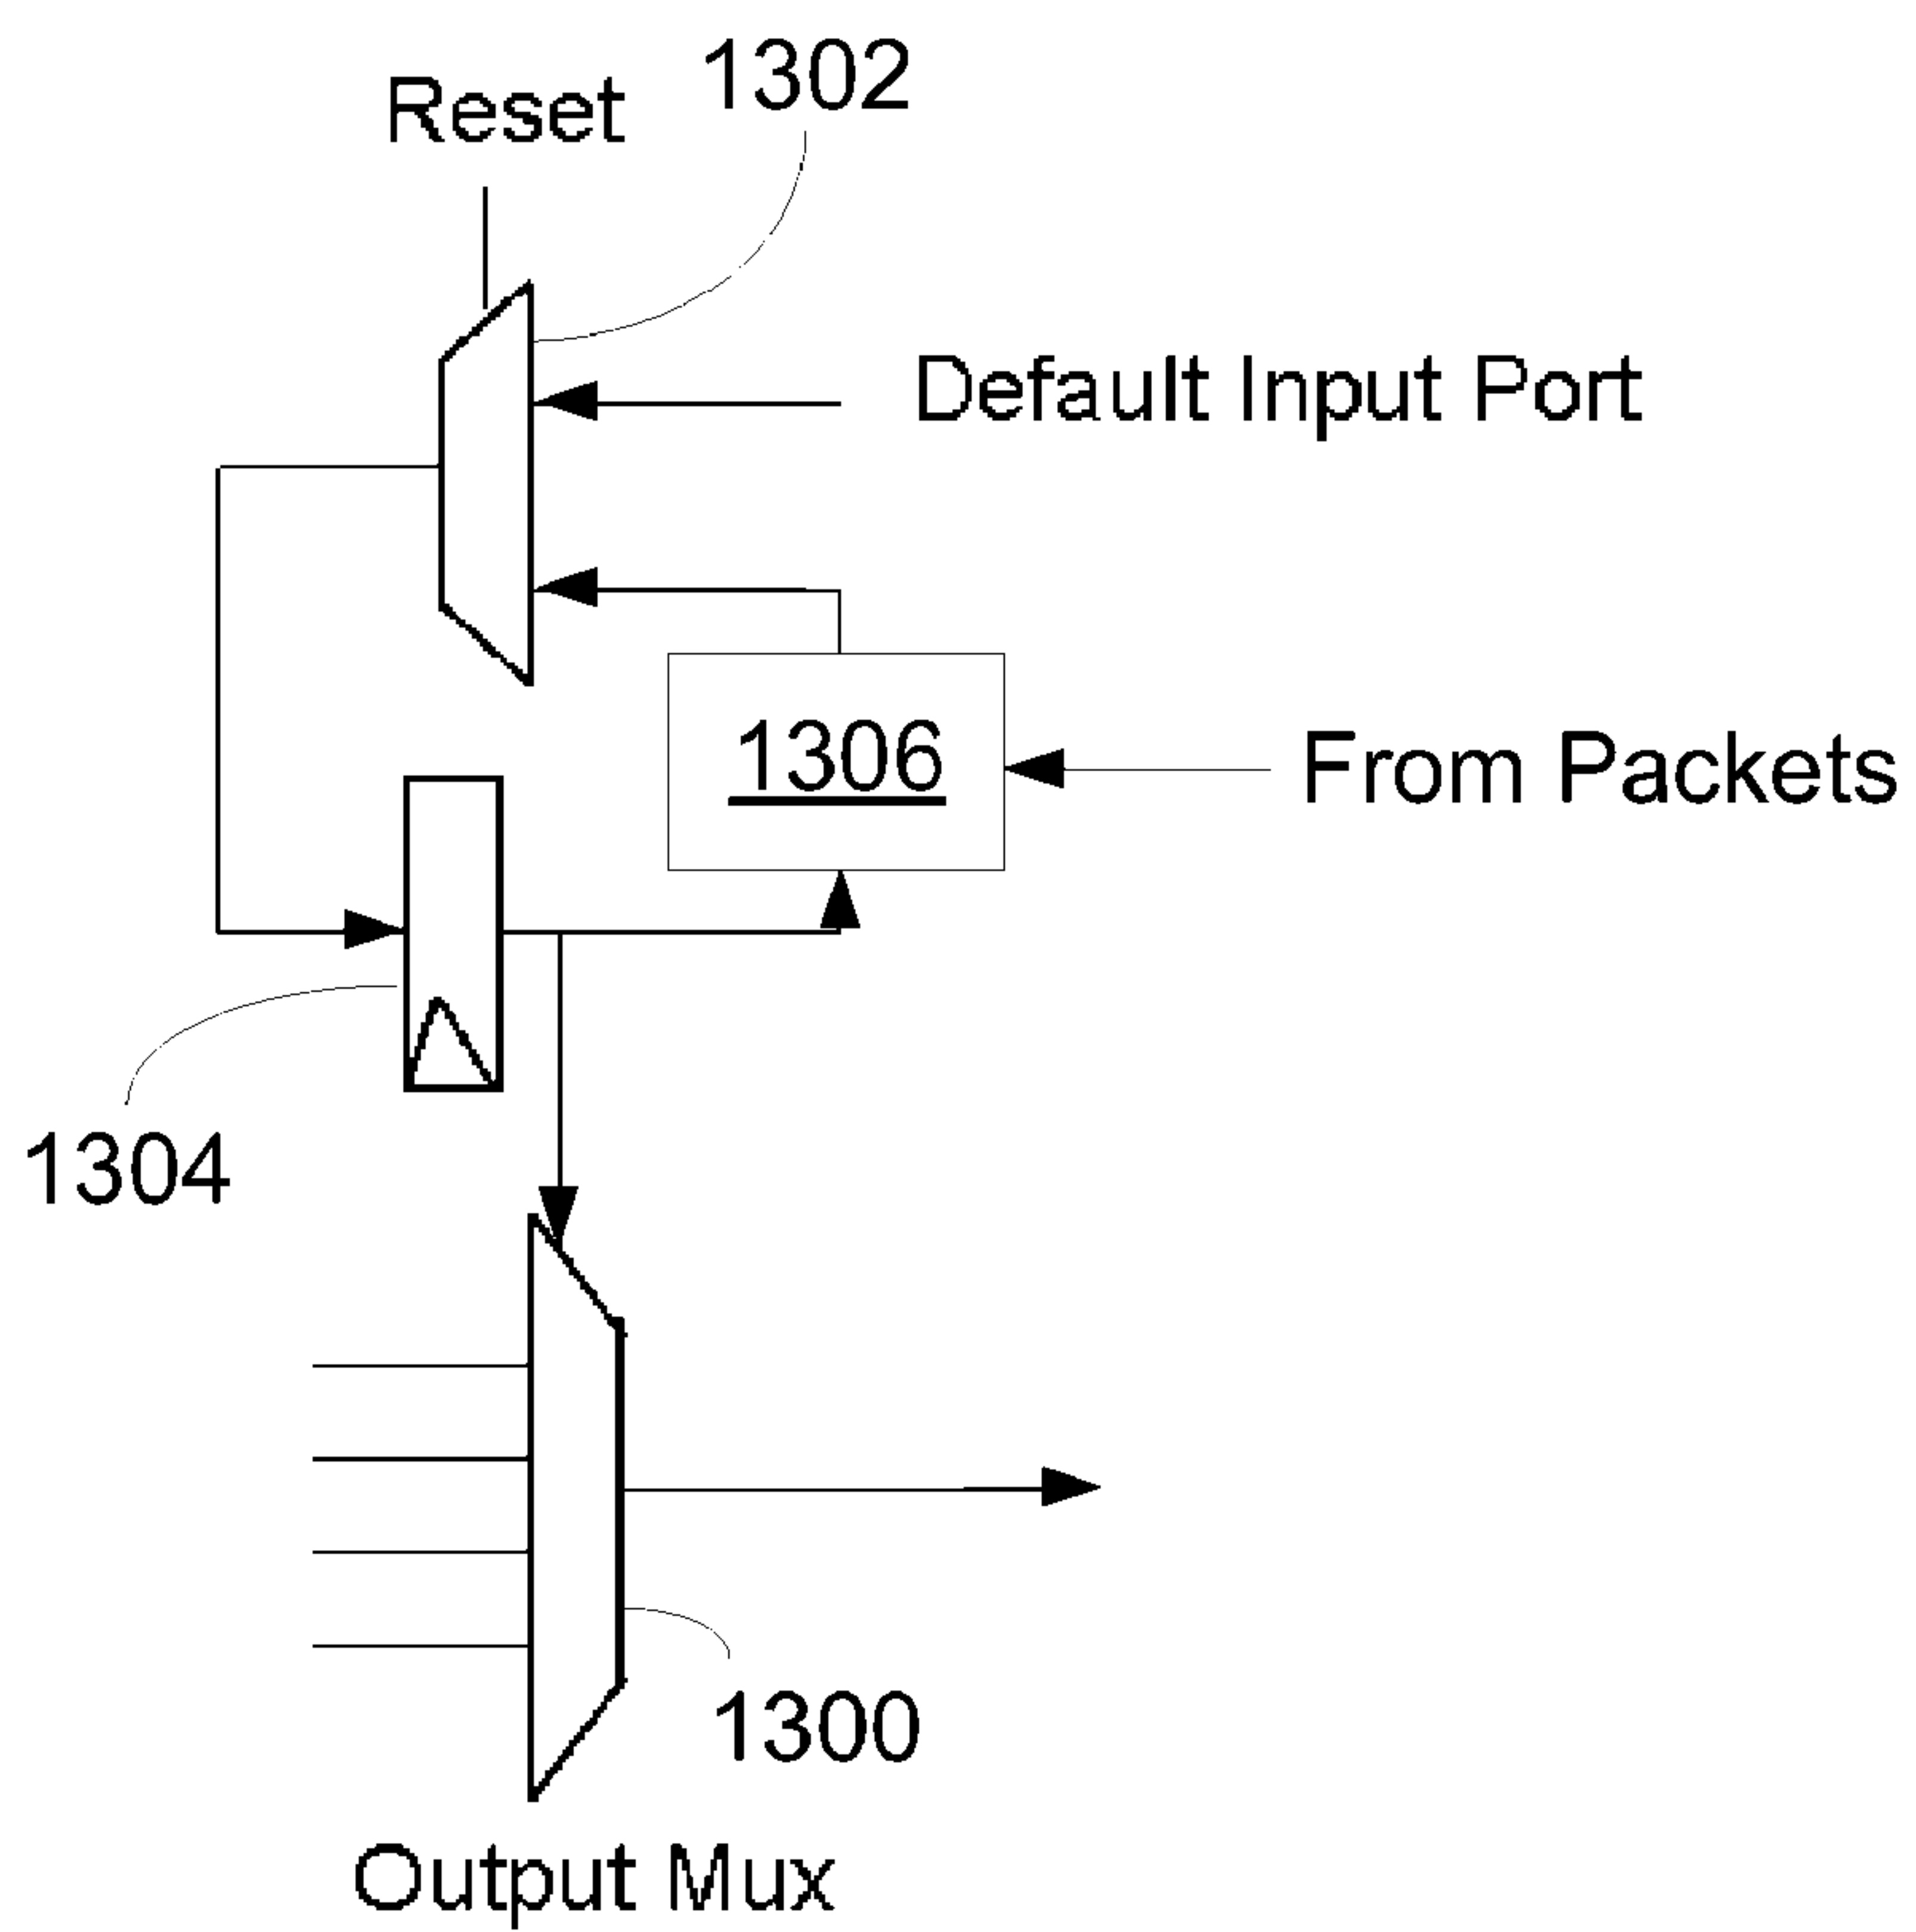 1302
Reset
Default Input Port
1306
From Packets
1304
1300
Output Mux